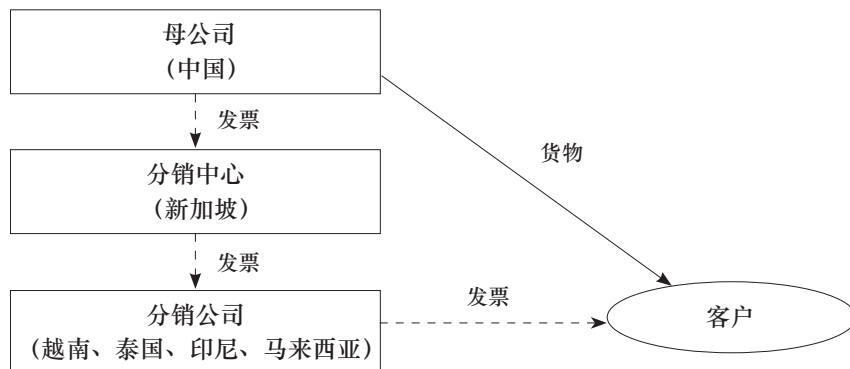 母公司
（中国）
发票
货物
分销中心
（新加坡）
发票
分销公司
（越南、泰国、印尼、马来西亚）
发票
客户